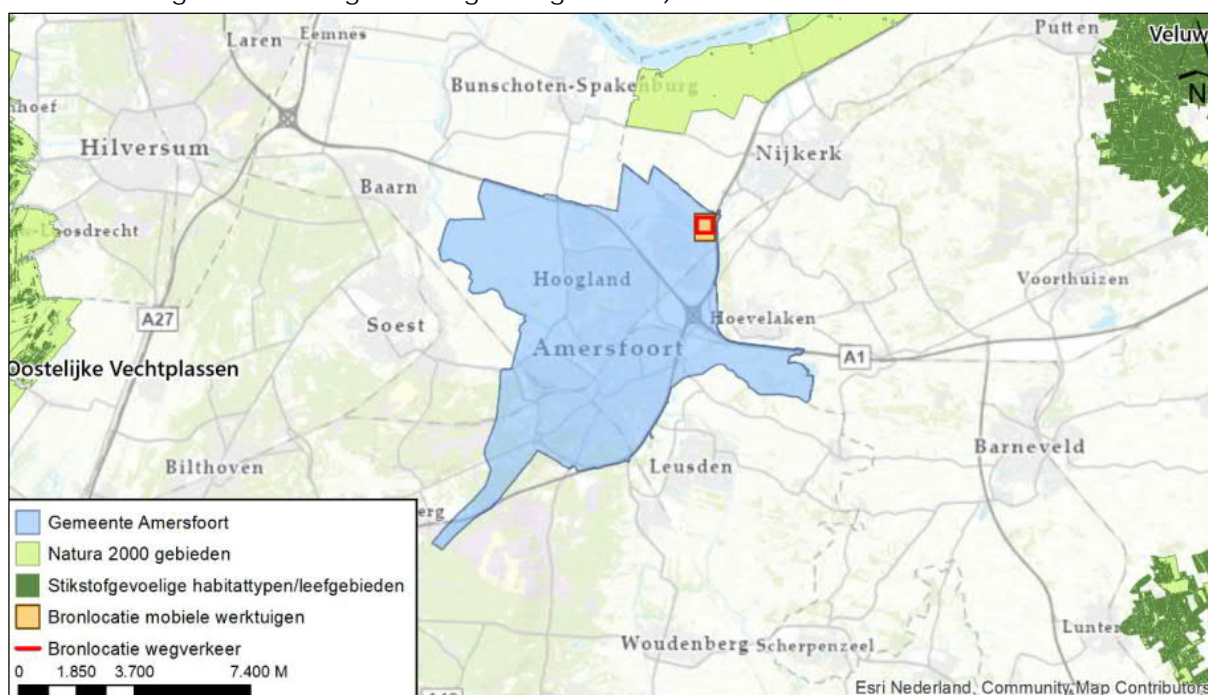 Laren
Eemnes
Putten
Veluw
N
Bunschoten-Spakenburg
hoef
Hilversum
Nijkerk
Baarn
Loosdrecht
Hoogland
Voorthuizen
A27
Soest
Hoevelaken
Amersfoort
A1
Oostelijke Vechtplassen
Barneveld
Bilthoven
Leusden
erg
Gemeente Amersfoort
Natura 2000 gebieden
Stikstofgevoelige habitattypen/leefgebieden
Bronlocatie mobiele werktuigen
Bronlocatie wegverkeer
Lunter
Woudenberg
Scherpenzeel
0 1.850 3.700 7.400 M
Esri Nederland, Community Map Contributors